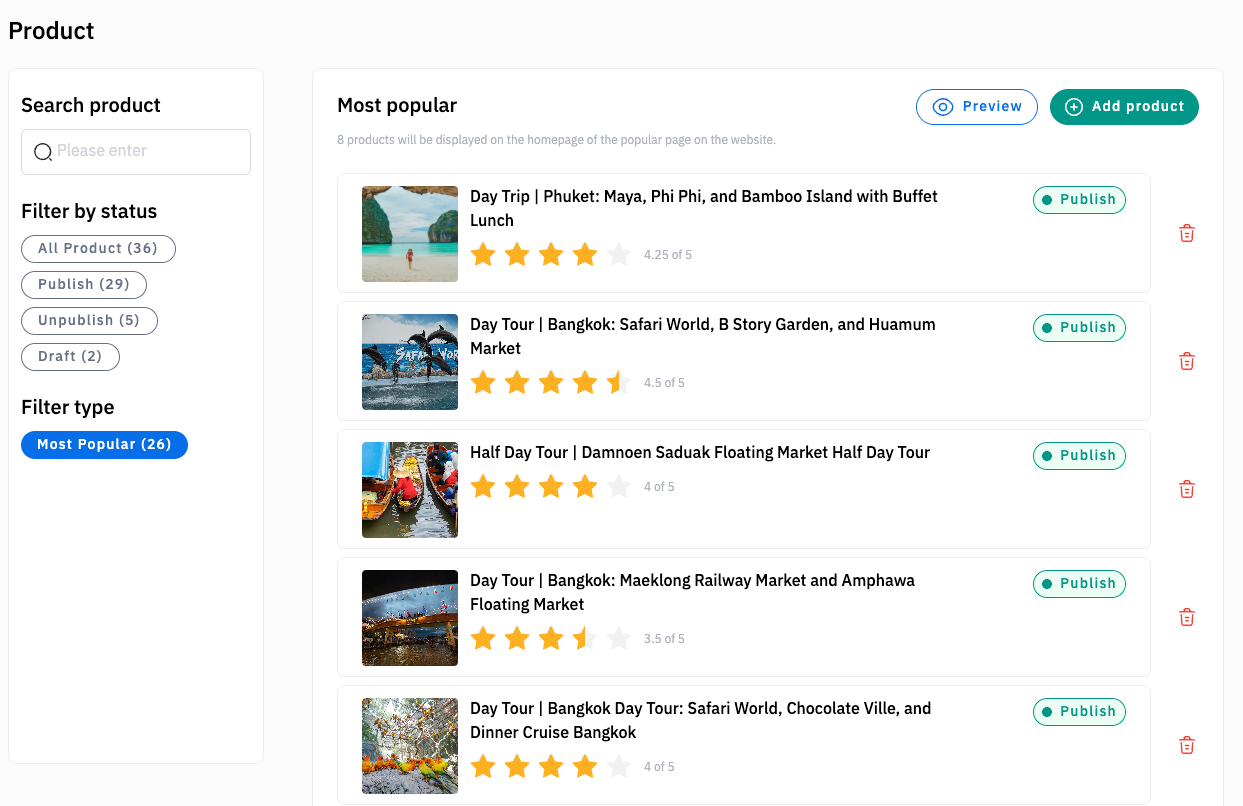 Product
Search product
Please enter
Filter by status
All Product (36)
Publish (29)
Unpublish (5)
Draft (2)
Filter type
Most Popular (26)
Most popular
Preview
Add product
8 products will be displayed on the homepage of the popular page on the website.
Day Trip | Phuket: Maya, Phi Phi, and Bamboo Island with Buffet
Lunch
4.25 of 5
Publish
Day Tour | Bangkok: Safari World, B Story Garden, and Huamum
Market
4.5 of 5
Publish
SAFARI WOR
Half Day Tour | Damnoen Saduak Floating Market Half Day Tour
4 of 5
Publish
Day Tour | Bangkok: Maeklong Railway Market and Amphawa
Floating Market
3.5 of 5
Publish
Day Tour | Bangkok Day Tour: Safari World, Chocolate Ville, and
Dinner Cruise Bangkok
4 of 5
Publish